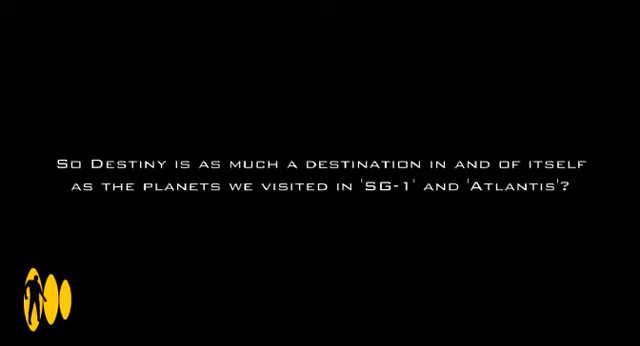 So Destiny is as much a destination in and of itself
as the planets we visited in 'SG-1' and 'Atlantis'?